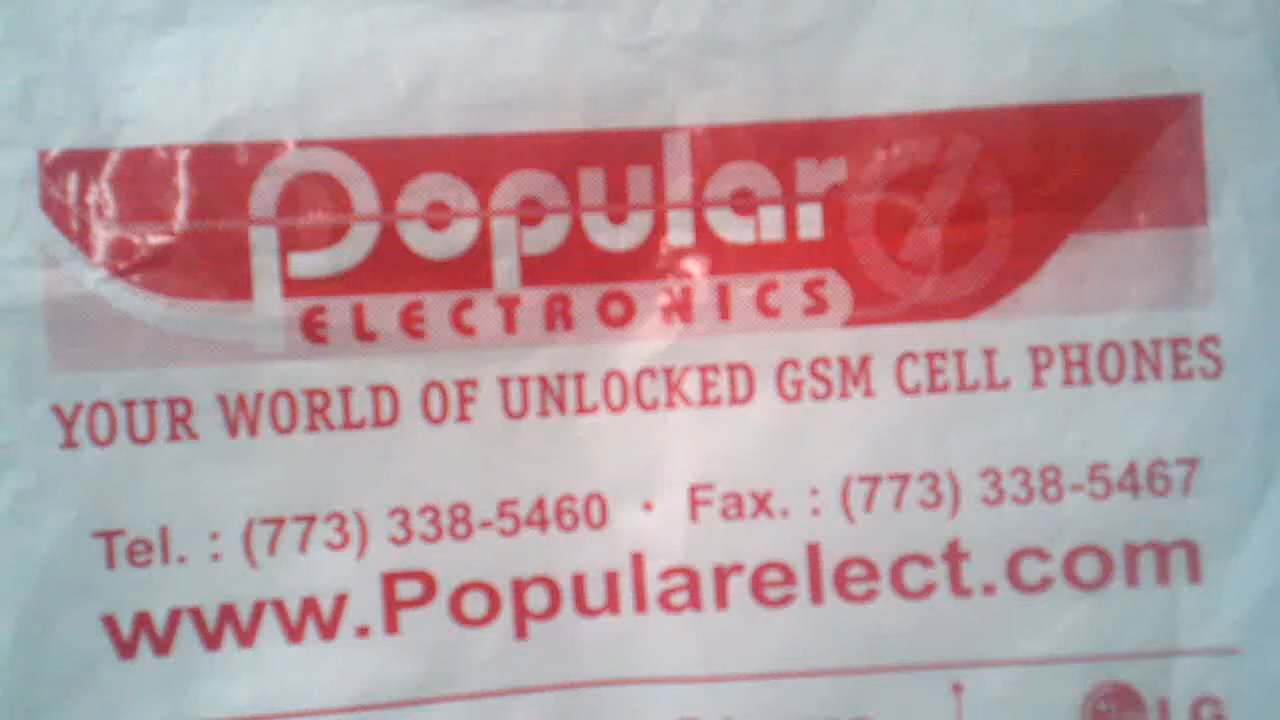 Popular
ELECTRONICS
YOUR WORLD OF UNLOCKED GSM CELL PHONES
Tel. : (773) 338-5460 · Fax. : (773) 338-5467
www.Popularelect.com
LG